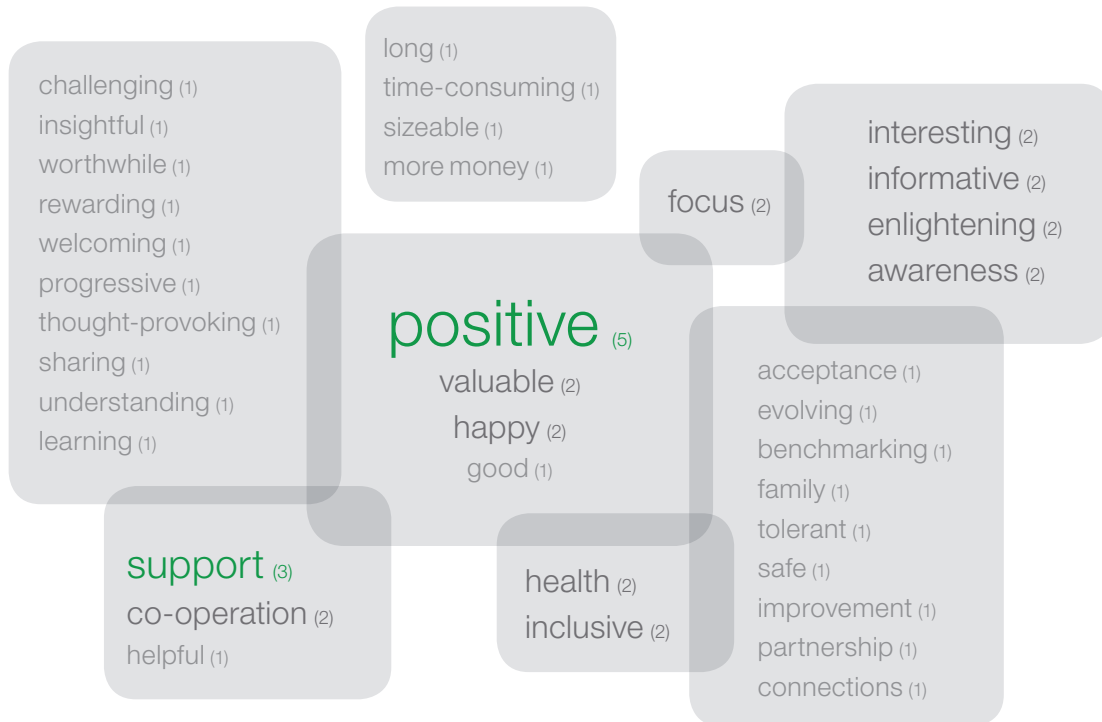 challenging (1)
insightful (1)
worthwhile (1)
rewarding (1)
welcoming (1)
progressive (1)
thought-provoking (1)
sharing (1)
understanding (1)
learning (1)
long (1)
time-consuming (1)
sizeable (1)
more money (1)
focus (2)
interesting (2)
informative (2)
enlightening (2)
awareness (2)
positive (5)
valuable (2)
happy (2)
good (1)
acceptance (1)
evolving (1)
benchmarking (1)
family (1)
tolerant (1)
safe (1)
improvement (1)
partnership (1)
connections (1)
support (3)
co-operation (2)
helpful (1)
health (2)
inclusive (2)